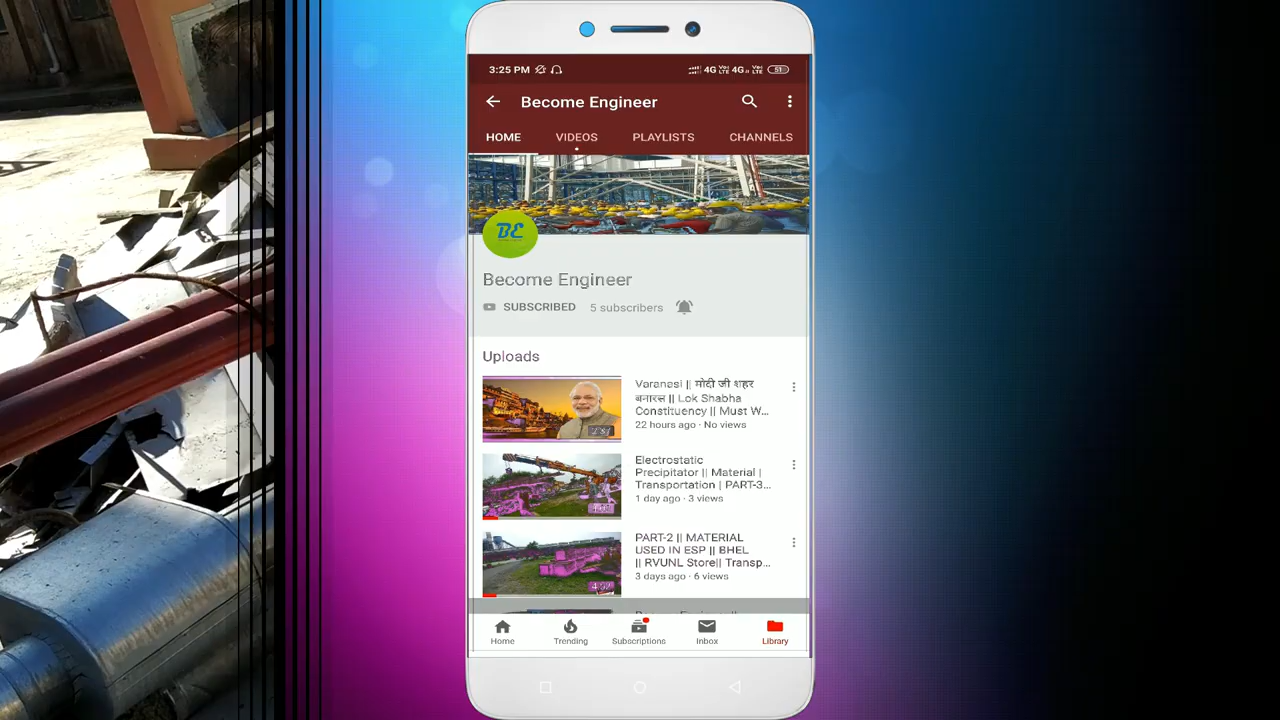 3:25 PM 4G VoLTE 4G VoLTE 51
Become Engineer
HOME VIDEOS PLAYLISTS CHANNELS
BE
Become Engineer
SUBSCRIBED 5 subscribers
Uploads
Varanasi || मोदी जी शहर
बनारस || Lok Shabha
Constituency || Must W...
22 hours ago · No views
Electrostatic
Precipitator || Material |
Transportation | PART-3...
1 day ago · 3 views
PART-2 || MATERIAL
USED IN ESP || BHEL
|| RVUNL Store|| Transp...
3 days ago · 6 views
Home Trending Subscriptions Inbox Library